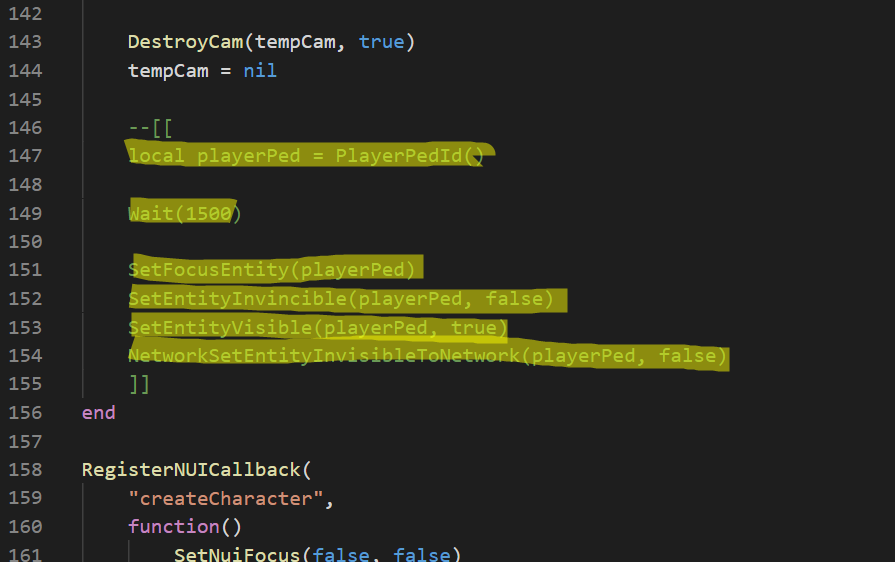 142
143 DestroyCam(tempCam, true)
144 tempCam = nil
145
146 --[[
147 local playerPed = PlayerPedId()
148
149 Wait(1500)
150
151 SetFocusEntity(playerPed)
152 SetEntityInvincible(playerPed, false)
153 SetEntityVisible(playerPed, true)
154 NetworkSetEntityInvisibleToNetwork(playerPed, false)
155 ]]
156 end
157
158 RegisterNUICallback(
159 "createCharacter",
160 function()
161 SetNuiFocus(false, false)